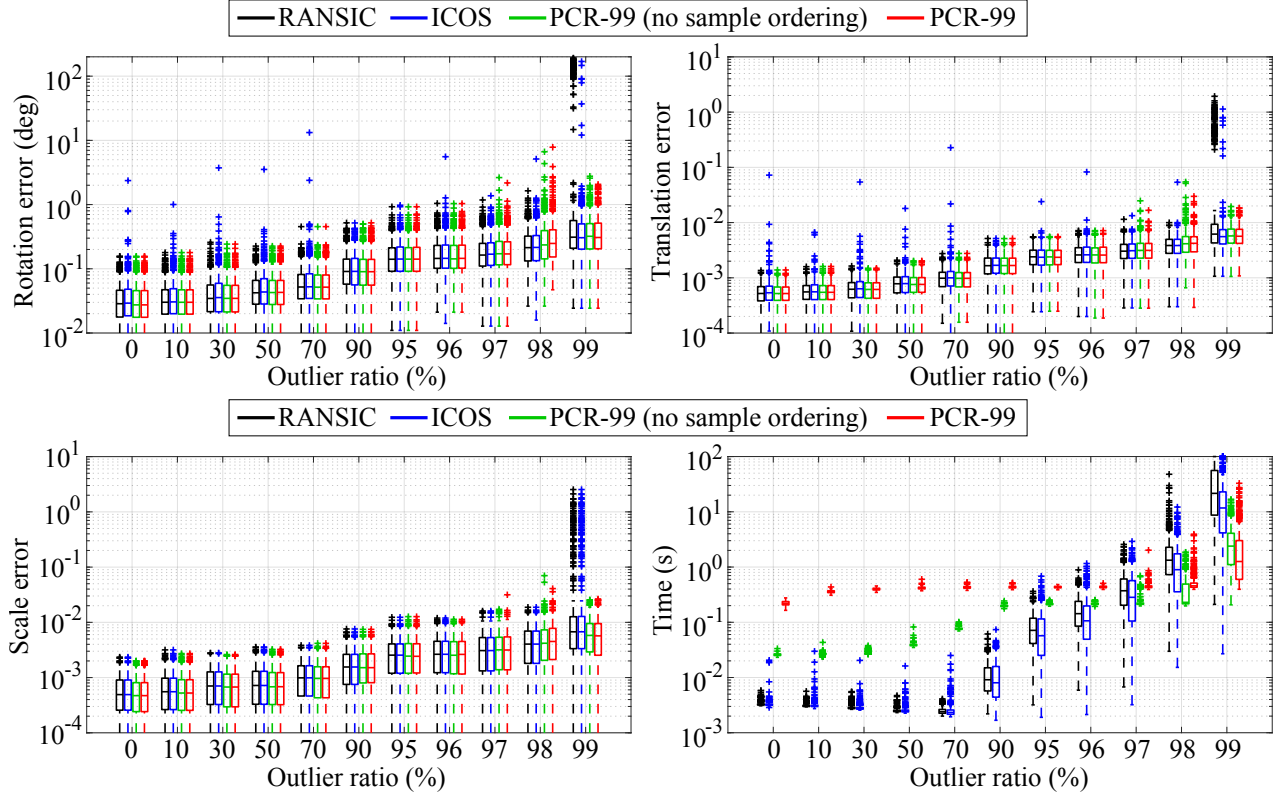 RANSIC ICOS PCR-99 (no sample ordering) PCR-99
Rotation error (deg)
10^2
10^1
10^0
10^-1
10^-2
0 10 30 50 70 90 95 96 97 98 99
Outlier ratio (%)
Translation error
10^1
10^0
10^-1
10^-2
10^-3
10^-4
0 10 30 50 70 90 95 96 97 98 99
Outlier ratio (%)
RANSIC ICOS PCR-99 (no sample ordering) PCR-99
Scale error
10^1
10^0
10^-1
10^-2
10^-3
10^-4
0 10 30 50 70 90 95 96 97 98 99
Outlier ratio (%)
Time (s)
10^2
10^1
10^0
10^-1
10^-2
10^-3
0 10 30 50 70 90 95 96 97 98 99
Outlier ratio (%)